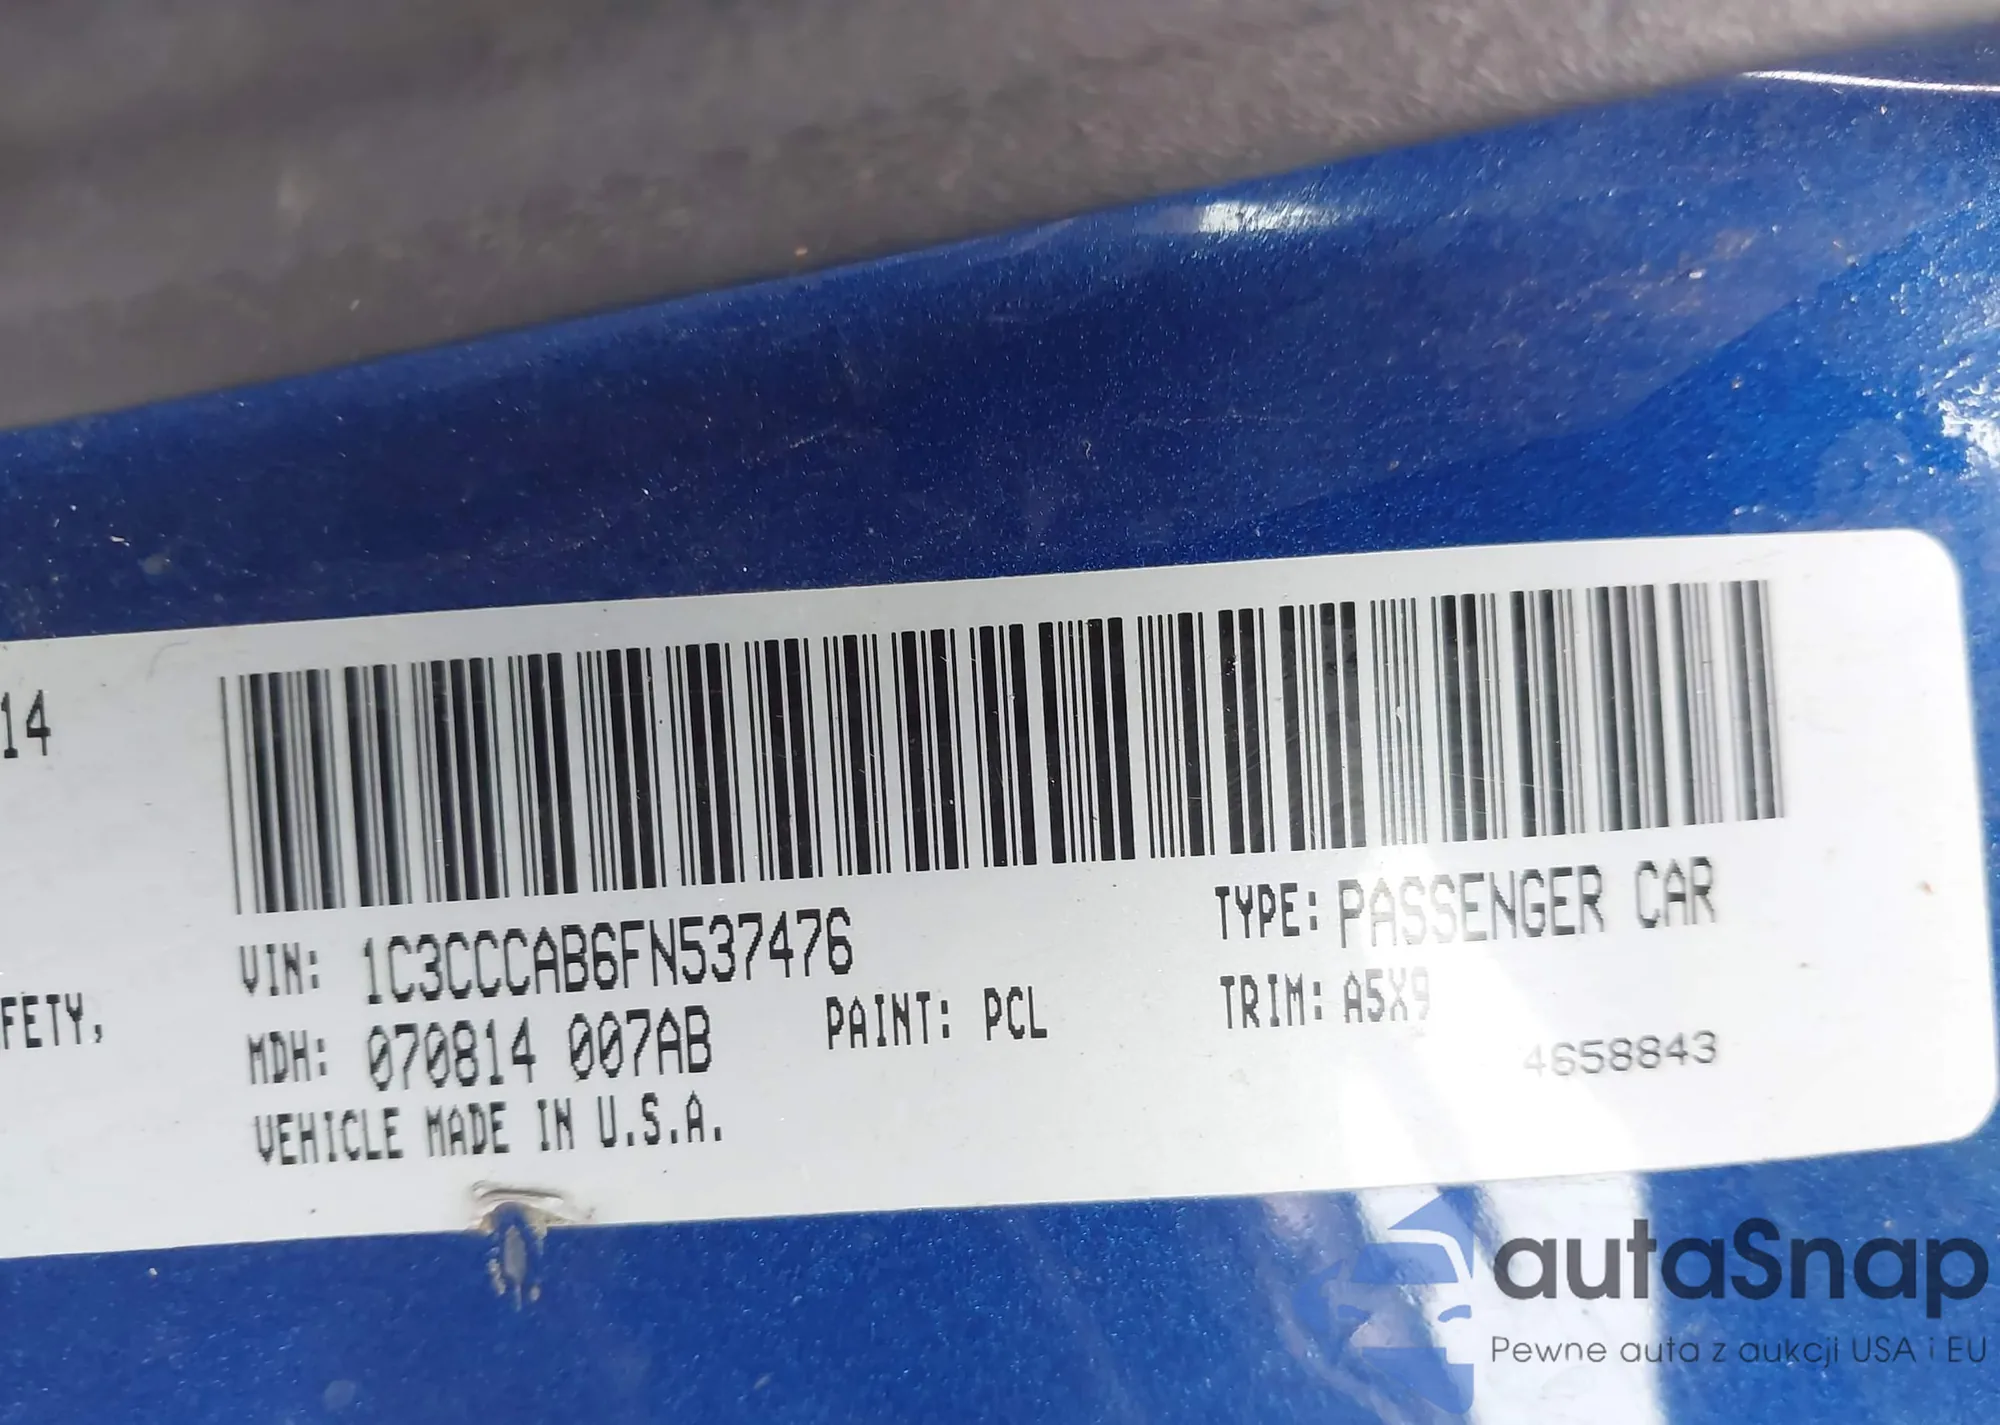 14
FETY,
VIN: 1C3CCCAB6FN537476
TYPE: PASSENGER CAR
MDH: 070814 007AB
PAINT: PCL
TRIM: A5X9
VEHICLE MADE IN U.S.A.
4658843
autaSnap
Pewne auta z aukcji USA i EU